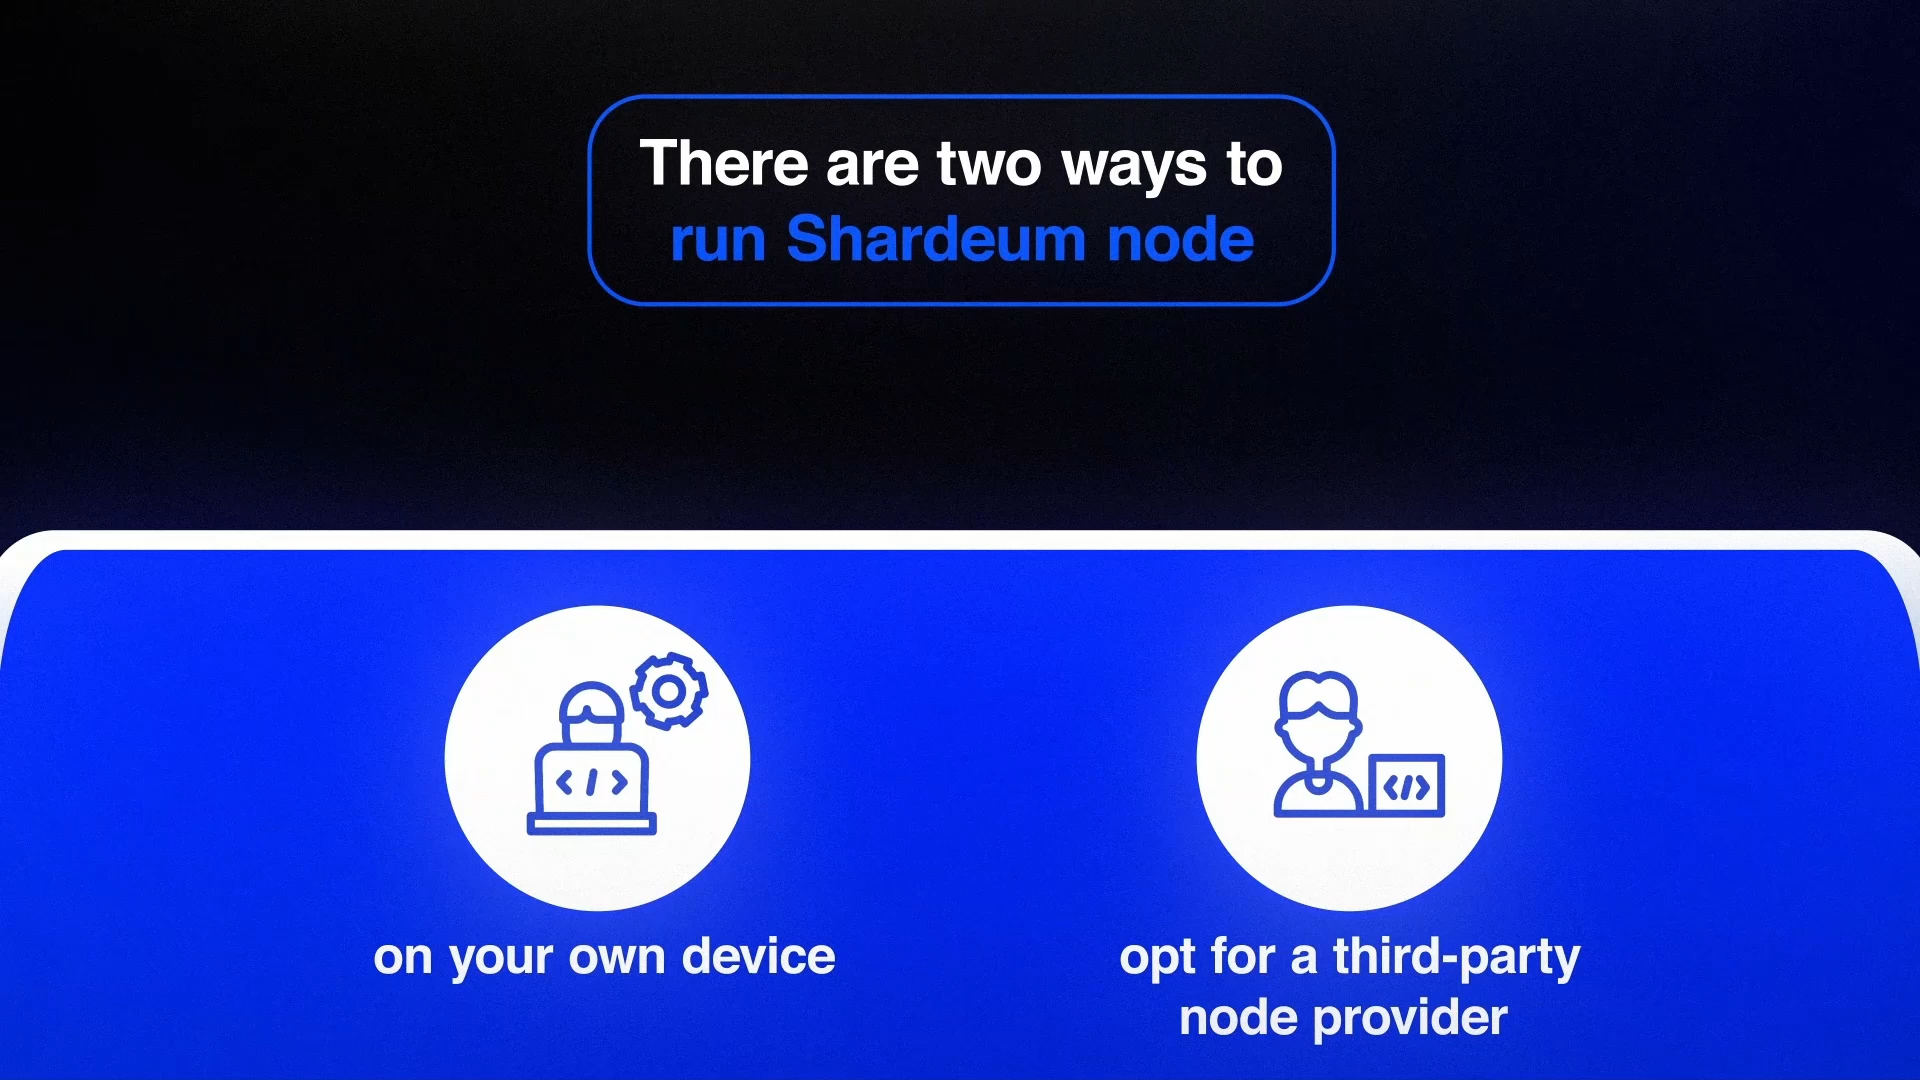 There are two ways to
run Shardeum node
</>
</>
on your own device
opt for a third-party
node provider